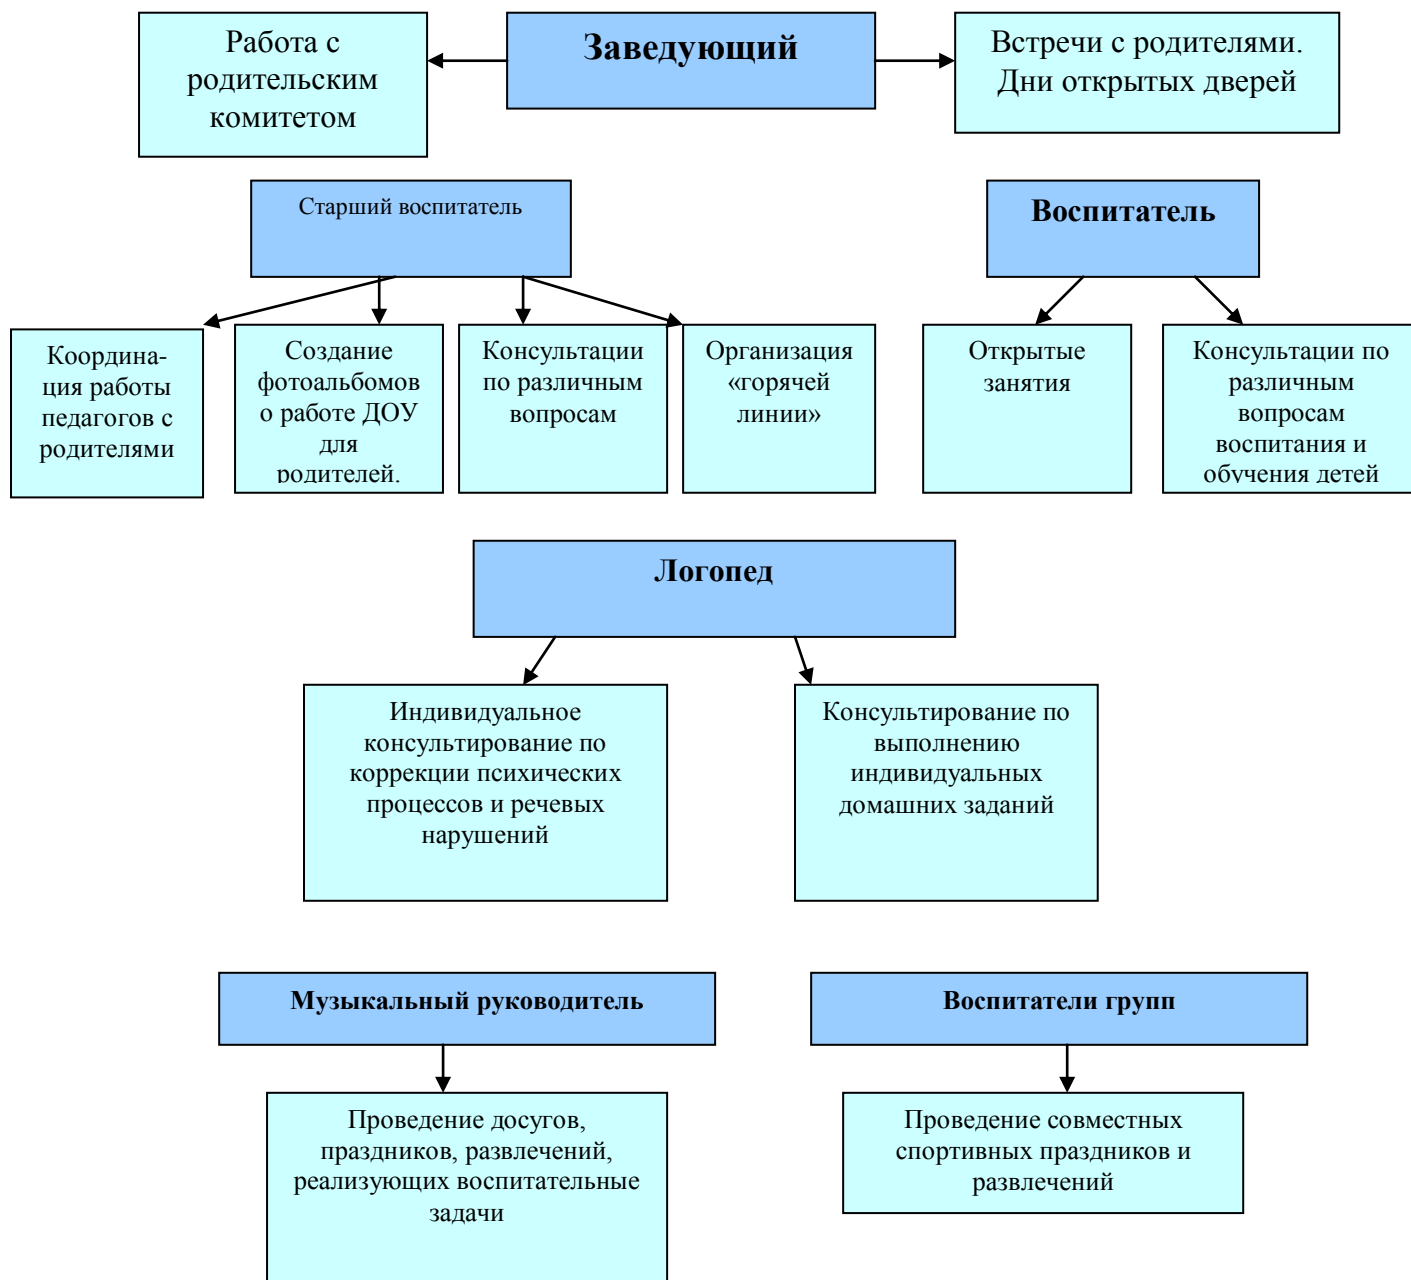 Работа с
родительским
комитетом
Заведующий
Встречи с родителями.
Дни открытых дверей
Старший воспитатель
Воспитатель
Координа-
ция работы
педагогов с
родителями
Создание
фотоальбомов
о работе ДОУ
для
родителей.
Консультации
по различным
вопросам
Организация
«горячей
линии»
Открытые
занятия
Консультации по
различным
вопросам
воспитания и
обучения детей
Логопед
Индивидуальное
консультирование по
коррекции психических
процессов и речевых
нарушений
Консультирование по
выполнению
индивидуальных
домашних заданий
Музыкальный руководитель
Воспитатели групп
Проведение досугов,
праздников, развлечений,
реализующих воспитательные
задачи
Проведение совместных
спортивных праздников и
развлечений